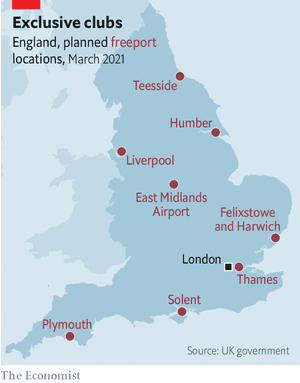 Exclusive clubs
England, planned freeport
locations, March 2021
Teesside
Humber
Liverpool
East Midlands
Airport
Felixstowe
and Harwich
London
Thames
Solent
Plymouth
Source: UK government
The Economist